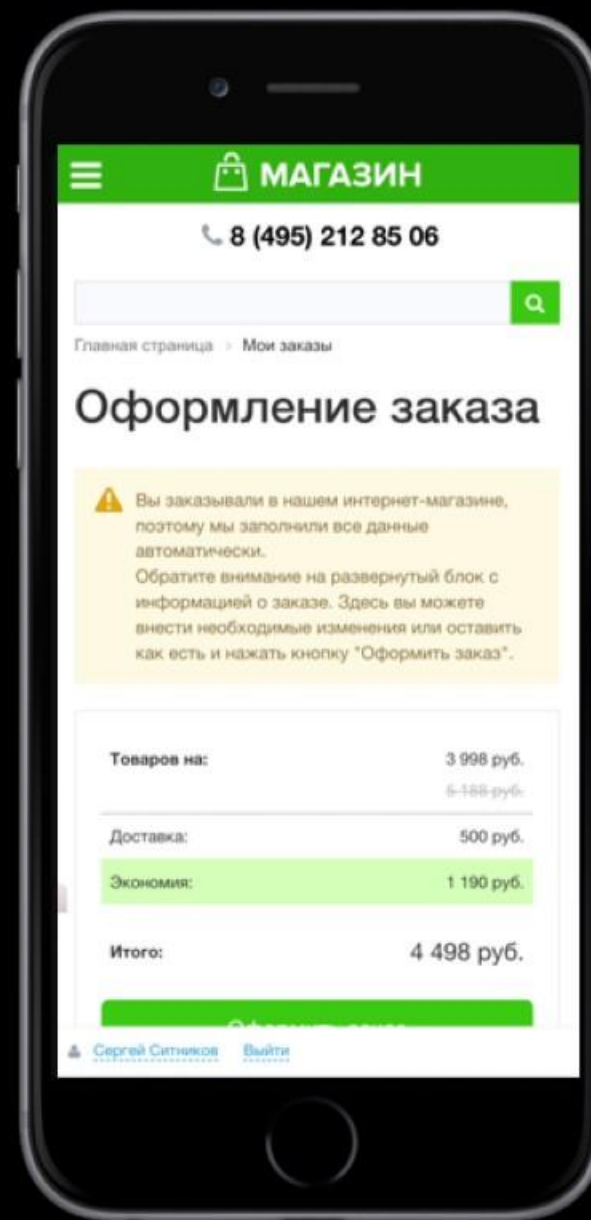 МАГАЗИН
8 (495) 212 85 06
Главная страница > Мои заказы
Оформление заказа
Вы заказывали в нашем интернет-магазине,
поэтому мы заполнили все данные
автоматически.
Обратите внимание на развернутый блок с
информацией о заказе. Здесь вы можете
внести необходимые изменения или оставить
как есть и нажать кнопку "Оформить заказ".
Товаров на: 3 998 руб.
5 188 руб.
Доставка: 500 руб.
Экономия: 1 190 руб.
Итого: 4 498 руб.
Оформить заказ
Сергей Ситников Выйти